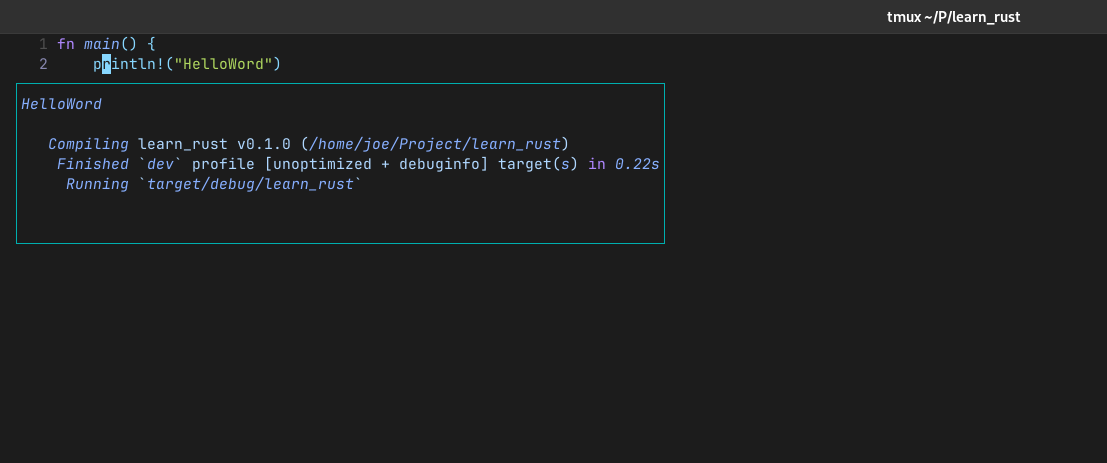 tmux ~/P/learn_rust
1 fn main() {
2     println!("HelloWord")
HelloWord
Compiling learn_rust v0.1.0 (/home/joe/Project/learn_rust)
Finished `dev` profile [unoptimized + debuginfo] target(s) in 0.22s
Running `target/debug/learn_rust`